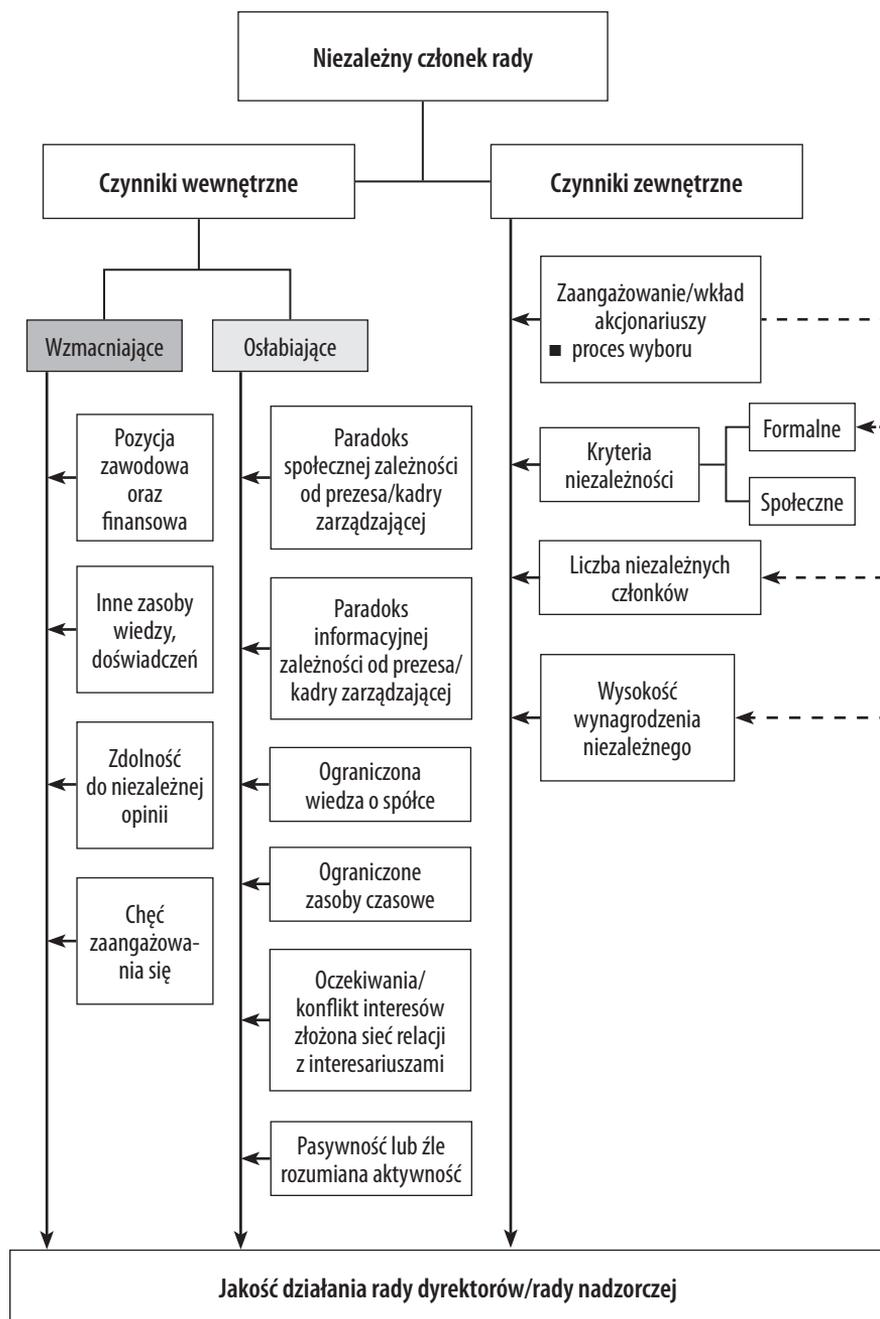 Niezależny członek rady
Czynniki wewnętrzne
Czynniki zewnętrzne
Wzmacniające
Osłabiające
Pozycja
zawodowa
oraz
finansowa
Inne zasoby
wiedzy,
doświadczeń
Zdolność
do niezależnej
opinii
Chęć
zaangażowa-
nia się
Paradoks
społecznej zależności
od prezesa/kadry
zarządzającej
Paradoks
informacyjnej
zależności od prezesa/
kadry zarządzającej
Ograniczona
wiedza o spółce
Ograniczone
zasoby czasowe
Oczekiwania/
konflikt interesów
złożona sieć relacji
z interesariuszami
Pasywność lub źle
rozumiana aktywność
Zaangażowanie/wkład
akcjonariuszy
■ proces wyboru
Kryteria
niezależności
Formalne
Społeczne
Liczba niezależnych
członków
Wysokość
wynagrodzenia
niezależnego
Jakość działania rady dyrektorów/rady nadzorczej